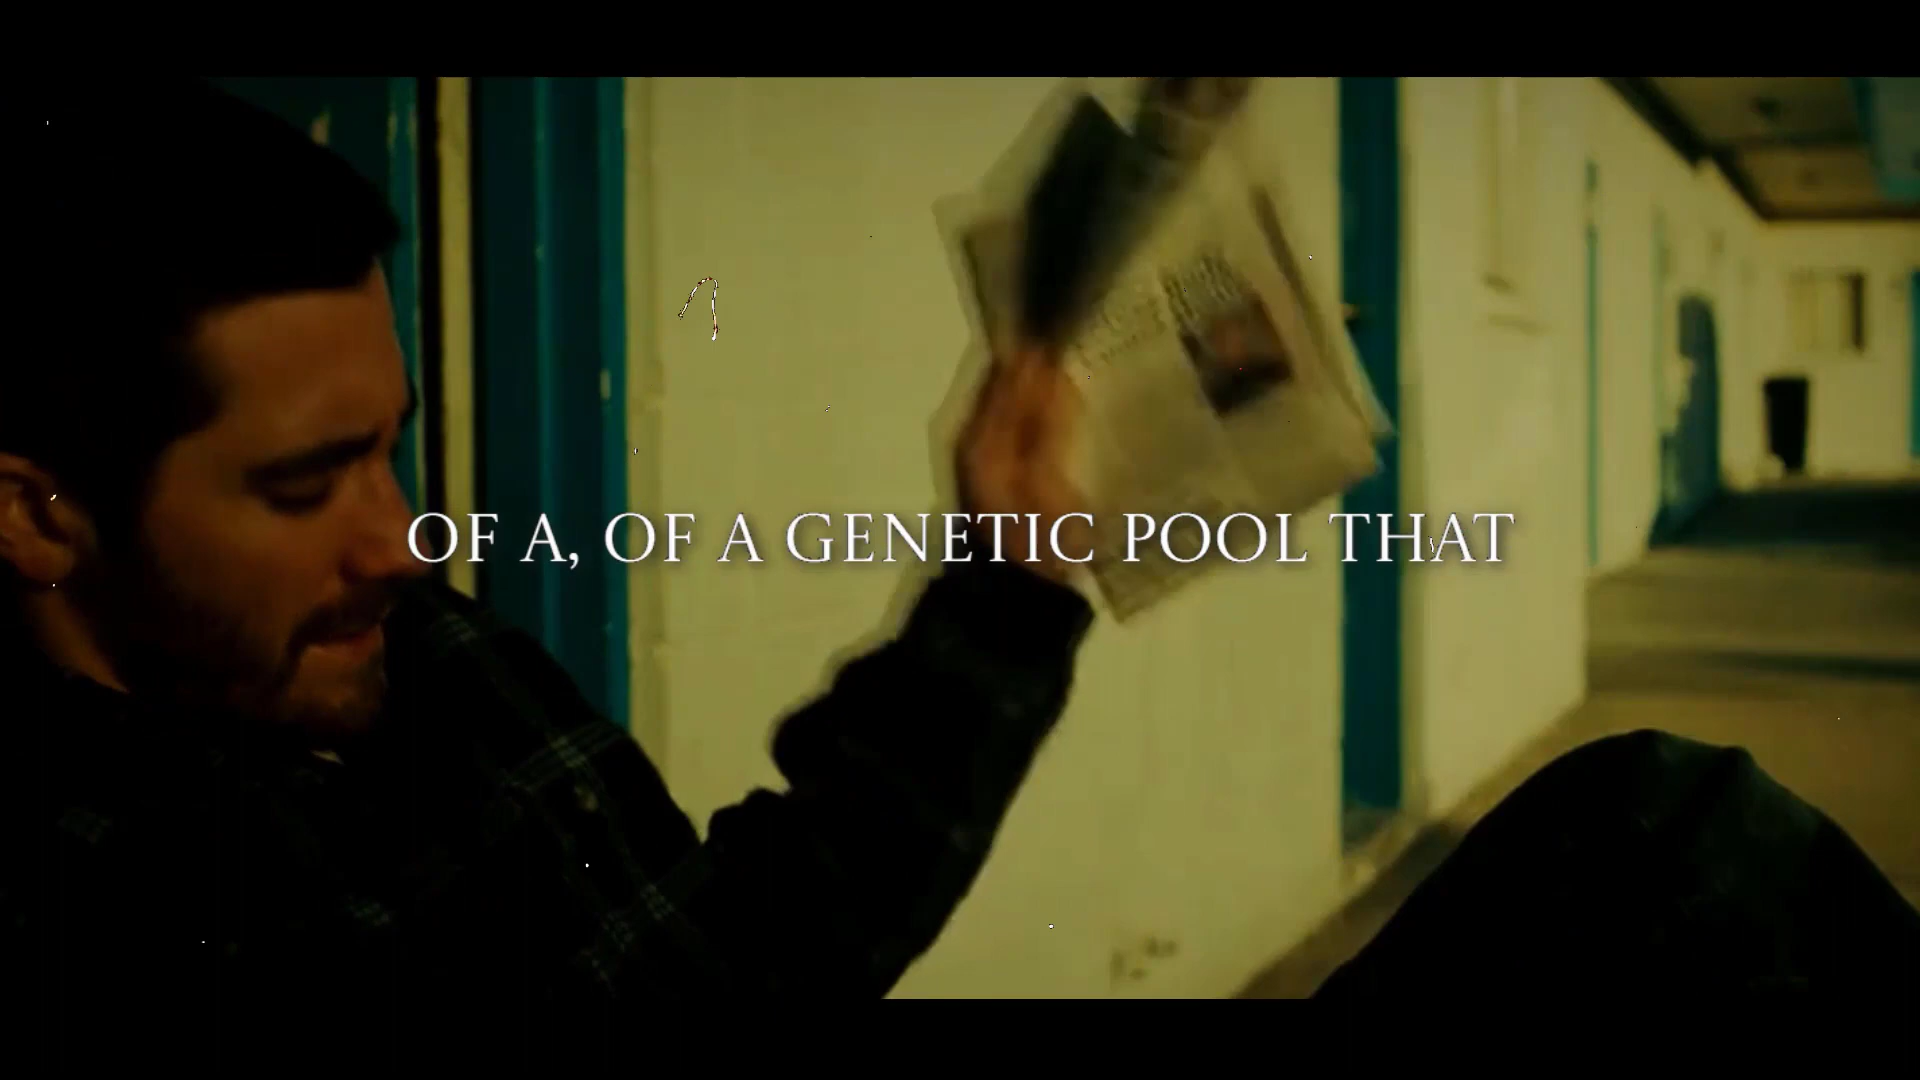 OF A, OF A GENETIC POOL THAT